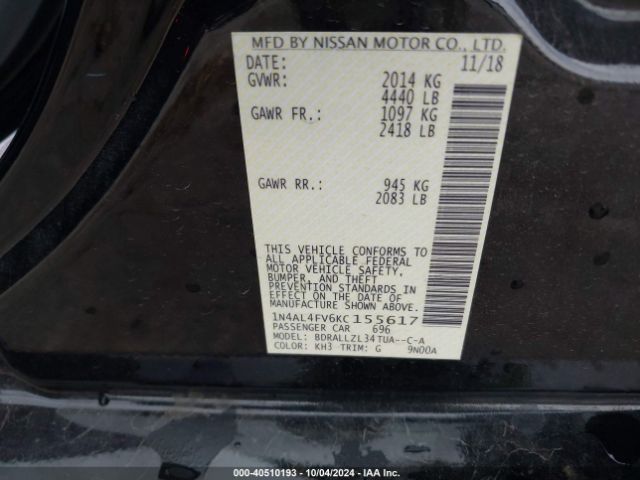 MFD BY NISSAN MOTOR CO., LTD.
DATE: 11/18
GVWR: 2014 KG
4440 LB
GAWR FR.: 1097 KG
2418 LB
GAWR RR.: 945 KG
2083 LB
THIS VEHICLE CONFORMS TO
ALL APPLICABLE FEDERAL
MOTOR VEHICLE SAFETY,
BUMPER, AND THEFT
PREVENTION STANDARDS
IN EFFECT ON THE DATE OF
MANUFACTURE SHOWN ABOVE.
1N4AL4FV6KC155617
PASSENGER CAR 696
MODEL: BDRALLZL34TUA--C-A
COLOR: KH3 TRIM: G 9N00A
000-40510193 - 10/04/2024 - IAA Inc.